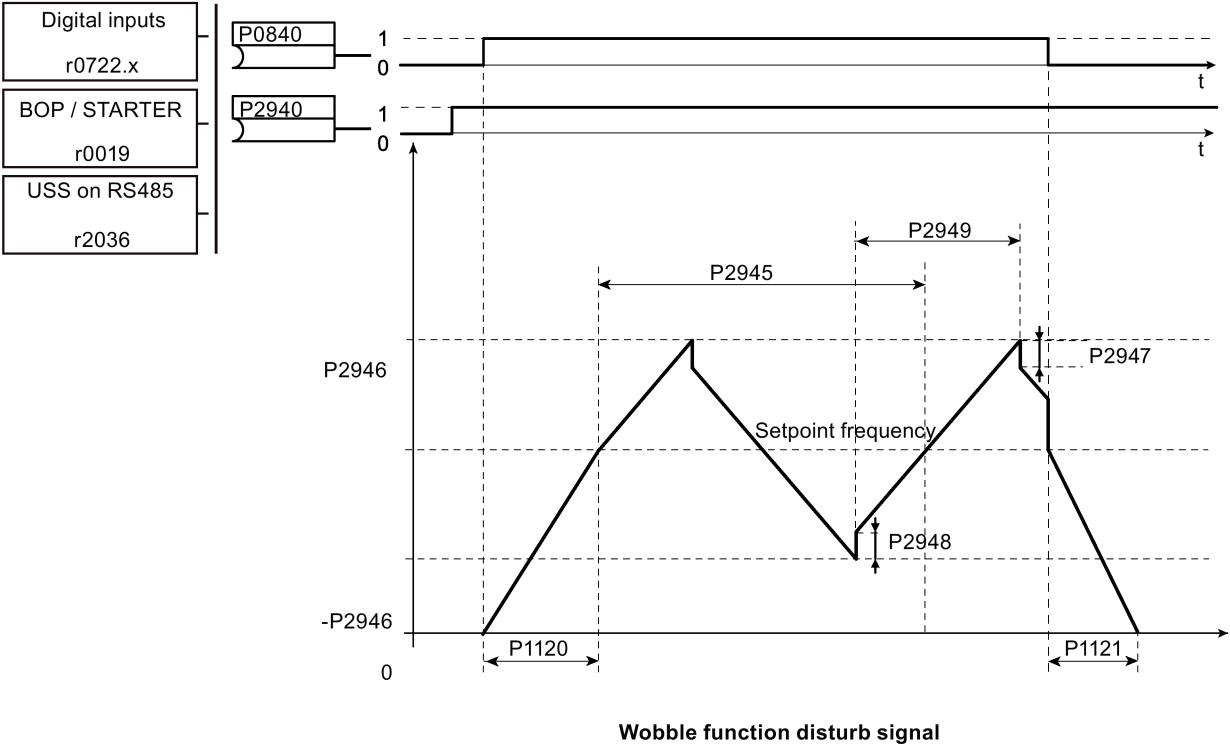 Digital inputs
r0722.x
BOP / STARTER
r0019
USS on RS485
r2036
P0840
1
0
t
P2940
1
0
t
P2949
P2945
P2946
P2947
Setpoint frequency
P2948
-P2946
P1120
P1121
0
Wobble function disturb signal